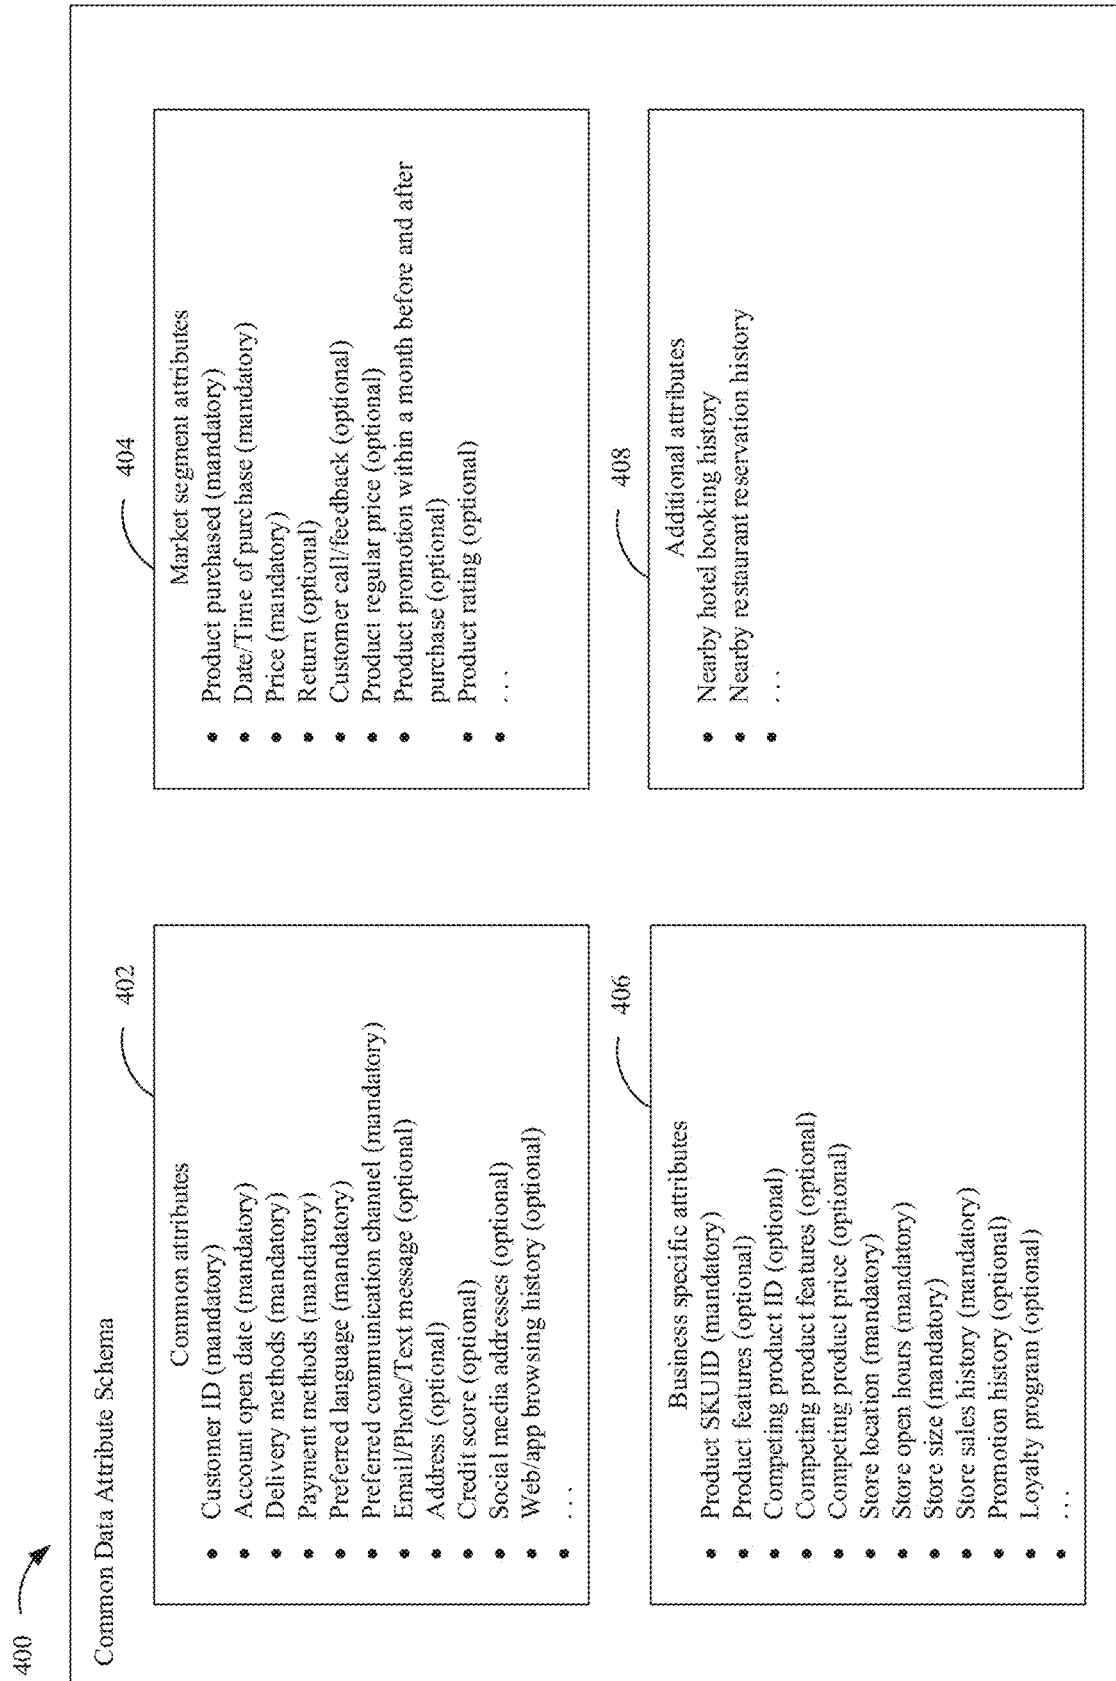 400
Common Data Attribute Schema
402
Common attributes
• Customer ID (mandatory)
• Account open date (mandatory)
• Delivery methods (mandatory)
• Payment methods (mandatory)
• Preferred language (mandatory)
• Preferred communication channel (mandatory)
• Email/Phone/Text message (optional)
• Address (optional)
• Credit score (optional)
• Social media addresses (optional)
• Web/app browsing history (optional)
• ...
404
Market segment attributes
• Product purchased (mandatory)
• Date/Time of purchase (mandatory)
• Price (mandatory)
• Return (optional)
• Customer call/feedback (optional)
• Product regular price (optional)
• Product promotion within a month before and after
purchase (optional)
• Product rating (optional)
• ...
406
Business specific attributes
• Product SKUID (mandatory)
• Product features (optional)
• Competing product ID (optional)
• Competing product features (optional)
• Competing product price (optional)
• Store location (mandatory)
• Store open hours (mandatory)
• Store size (mandatory)
• Store sales history (mandatory)
• Promotion history (optional)
• Loyalty program (optional)
• ...
408
Additional attributes
• Nearby hotel booking history
• Nearby restaurant reservation history
• ...